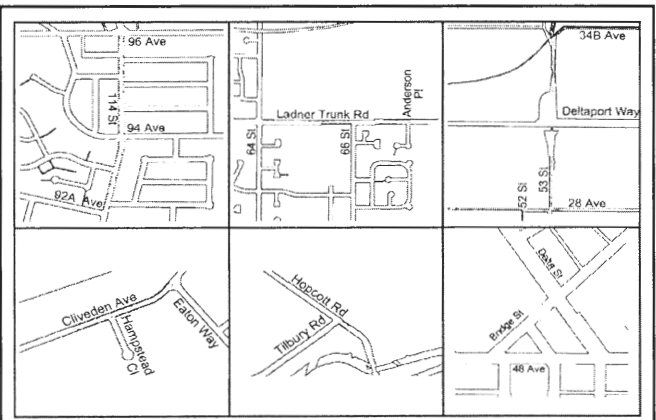 96 Ave
114 St
94 Ave
92A Ave
Ladner Trunk Rd
Anderson
Pl
64 St
66 St
34B Ave
Deltaport Way
52 St
53 St
28 Ave
Cliveden Ave
Eaton Way
Hampstead
Cl
Hopcott Rd
Tilbury Rd
Delta St
Bridge St
48 Ave